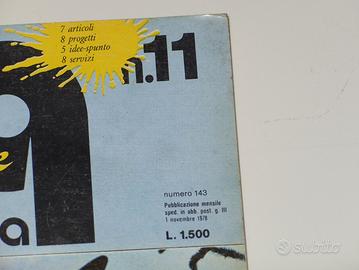 7 articoli
8 progetti
5 idee-spunto
8 servizi
n.11
numero 143
Pubblicazione mensile
sped. in abb. post. g. III
1 novembre 1978
L. 1.500
a
subito.it